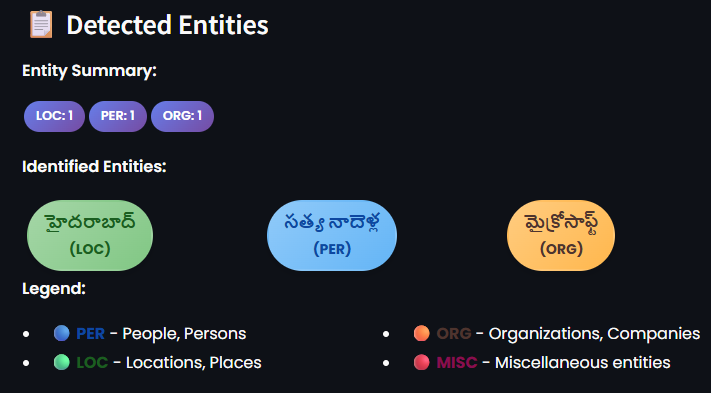 📋 Detected Entities
Entity Summary:
LOC: 1 PER: 1 ORG: 1
Identified Entities:
హైదరాబాద్ సత్య నాదెళ్ల మైక్రోసాఫ్ట్
(LOC) (PER) (ORG)
Legend:
• PER - People, Persons
• LOC - Locations, Places
• ORG - Organizations, Companies
• MISC - Miscellaneous entities